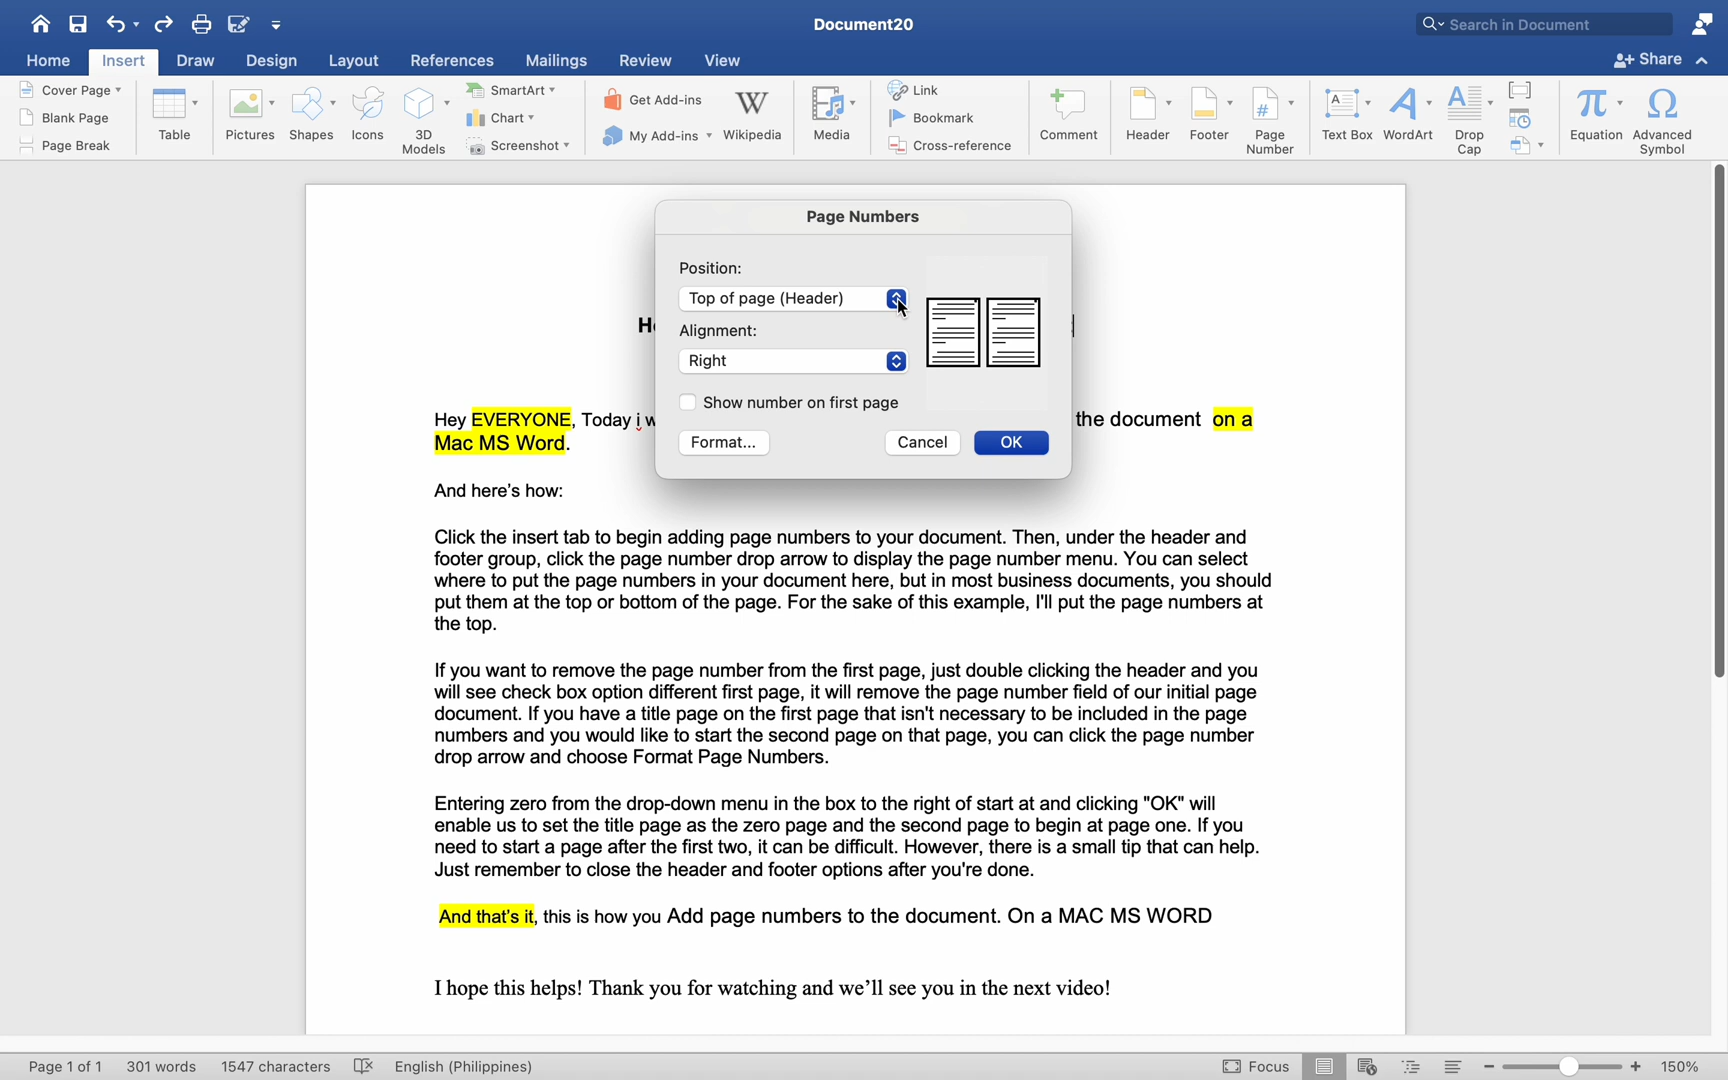 Document20
Search in Document
Home Insert Draw Design Layout References Mailings Review View
Share
Cover Page
Blank Page
Page Break
Table
Pictures
Shapes
Icons
3D
Models
SmartArt
Chart
Screenshot
Get Add-ins
My Add-ins
Wikipedia
Media
Link
Bookmark
Cross-reference
Comment
Header
Footer
Page
Number
Text Box
WordArt
Drop
Cap
Equation
Advanced
Symbol
Page Numbers
Position:
Top of page (Header)
Alignment:
Right
Show number on first page
Format...
Cancel
OK
Hey EVERYONE, Today i the document on a
Mac MS Word.
And here's how:
Click the insert tab to begin adding page numbers to your document. Then, under the header and
footer group, click the page number drop arrow to display the page number menu. You can select
where to put the page numbers in your document here, but in most business documents, you should
put them at the top or bottom of the page. For the sake of this example, I'll put the page numbers at
the top.
If you want to remove the page number from the first page, just double clicking the header and you
will see check box option different first page, it will remove the page number field of our initial page
document. If you have a title page on the first page that isn't necessary to be included in the page
numbers and you would like to start the second page on that page, you can click the page number
drop arrow and choose Format Page Numbers.
Entering zero from the drop-down menu in the box to the right of start at and clicking "OK" will
enable us to set the title page as the zero page and the second page to begin at page one. If you
need to start a page after the first two, it can be difficult. However, there is a small tip that can help.
Just remember to close the header and footer options after you're done.
And that's it, this is how you Add page numbers to the document. On a MAC MS WORD
I hope this helps! Thank you for watching and we'll see you in the next video!
Page 1 of 1 301 words 1547 characters English (Philippines) Focus 150%